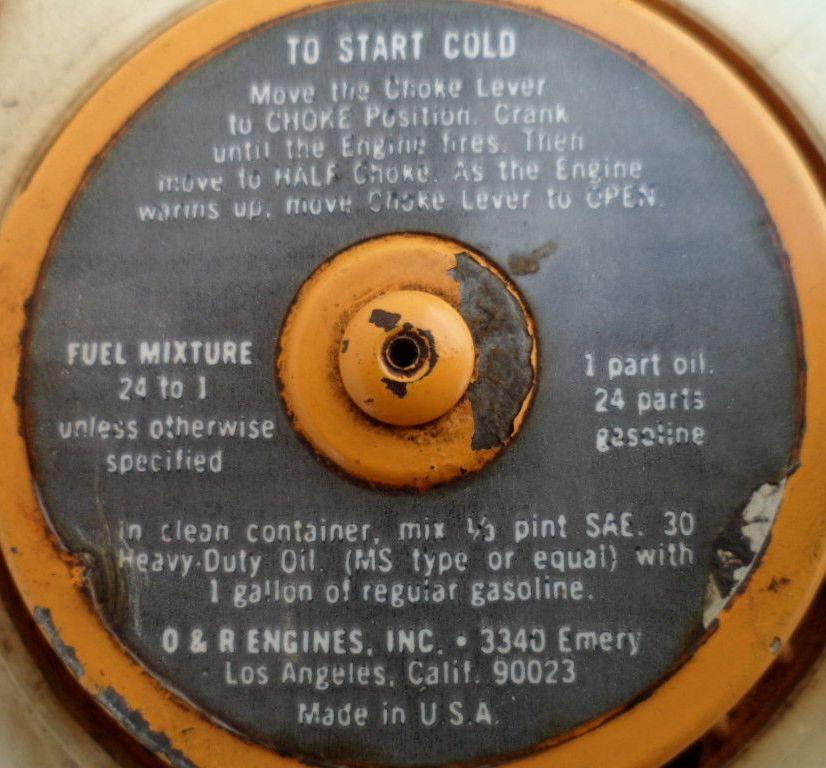 TO START COLD
Move the Choke Lever
to CHOKE Position. Crank
until the Engine fires. Then
move to HALF Choke. As the Engine
warms up, move Choke Lever to OPEN.
FUEL MIXTURE
24 to 1
unless otherwise
specified
1 part oil.
24 parts
gasoline
in clean container, mix ⅓ pint SAE. 30
Heavy-Duty Oil. (MS type or equal) with
1 gallon of regular gasoline.
O & R ENGINES, INC. • 3340 Emery
Los Angeles, Calif. 90023
Made in U.S.A.